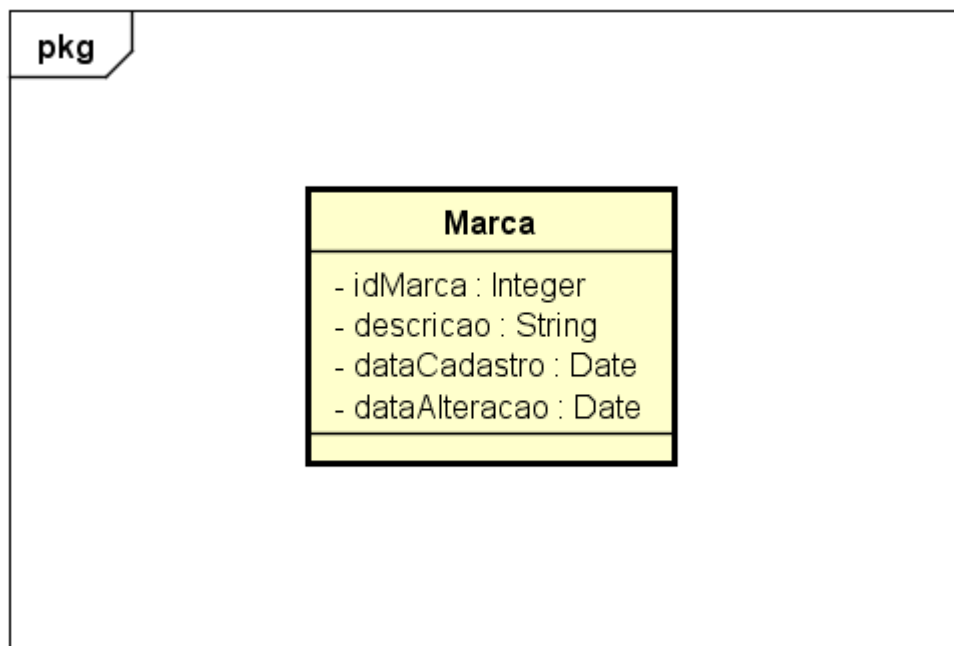 pkg
Marca
- idMarca : Integer
- descricao : String
- dataCadastro : Date
- dataAlteracao : Date